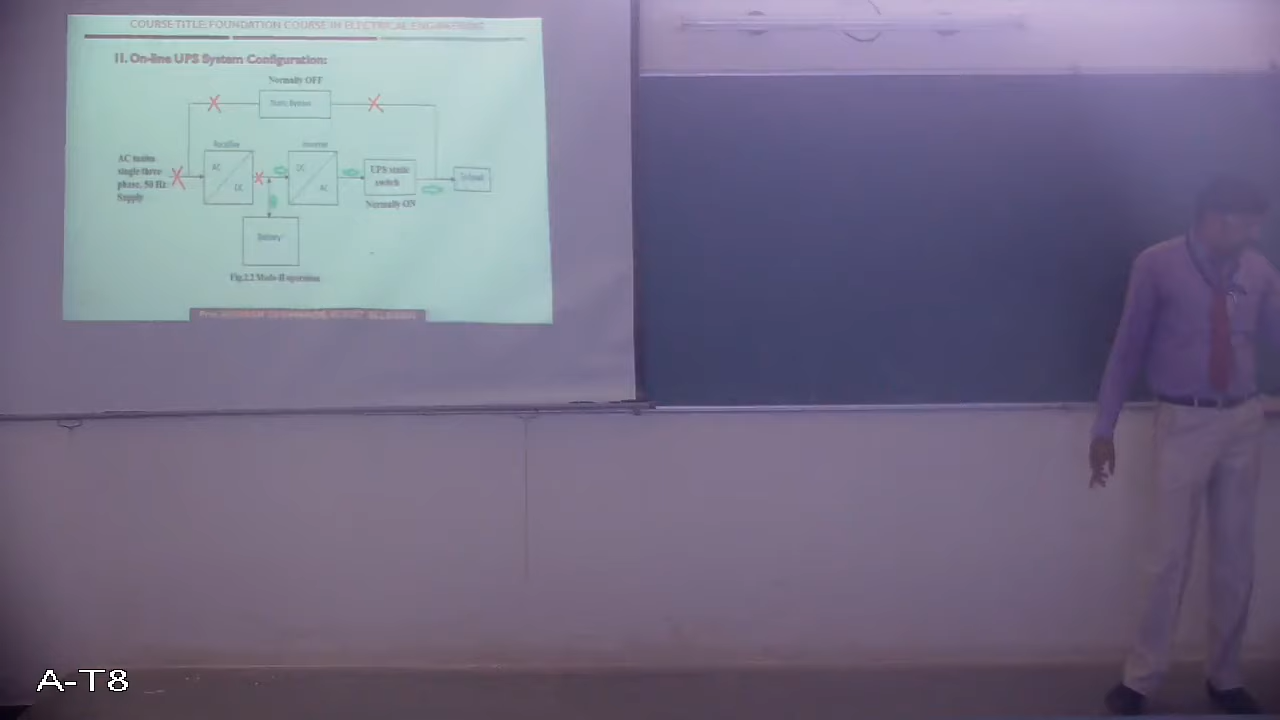 COURSE TITLE: FOUNDATION COURSE IN ELECTRICAL ENGINEERING
II. On-line UPS System Configuration:
Normally OFF
Static Bypass
Rectifier
Inverter
AC mains
single/three
phase, 50 Hz
Supply
AC
DC
DC
AC
UPS static
switch
To load
Normally ON
Battery
Fig.2.2 Mode-II operation
A-T8